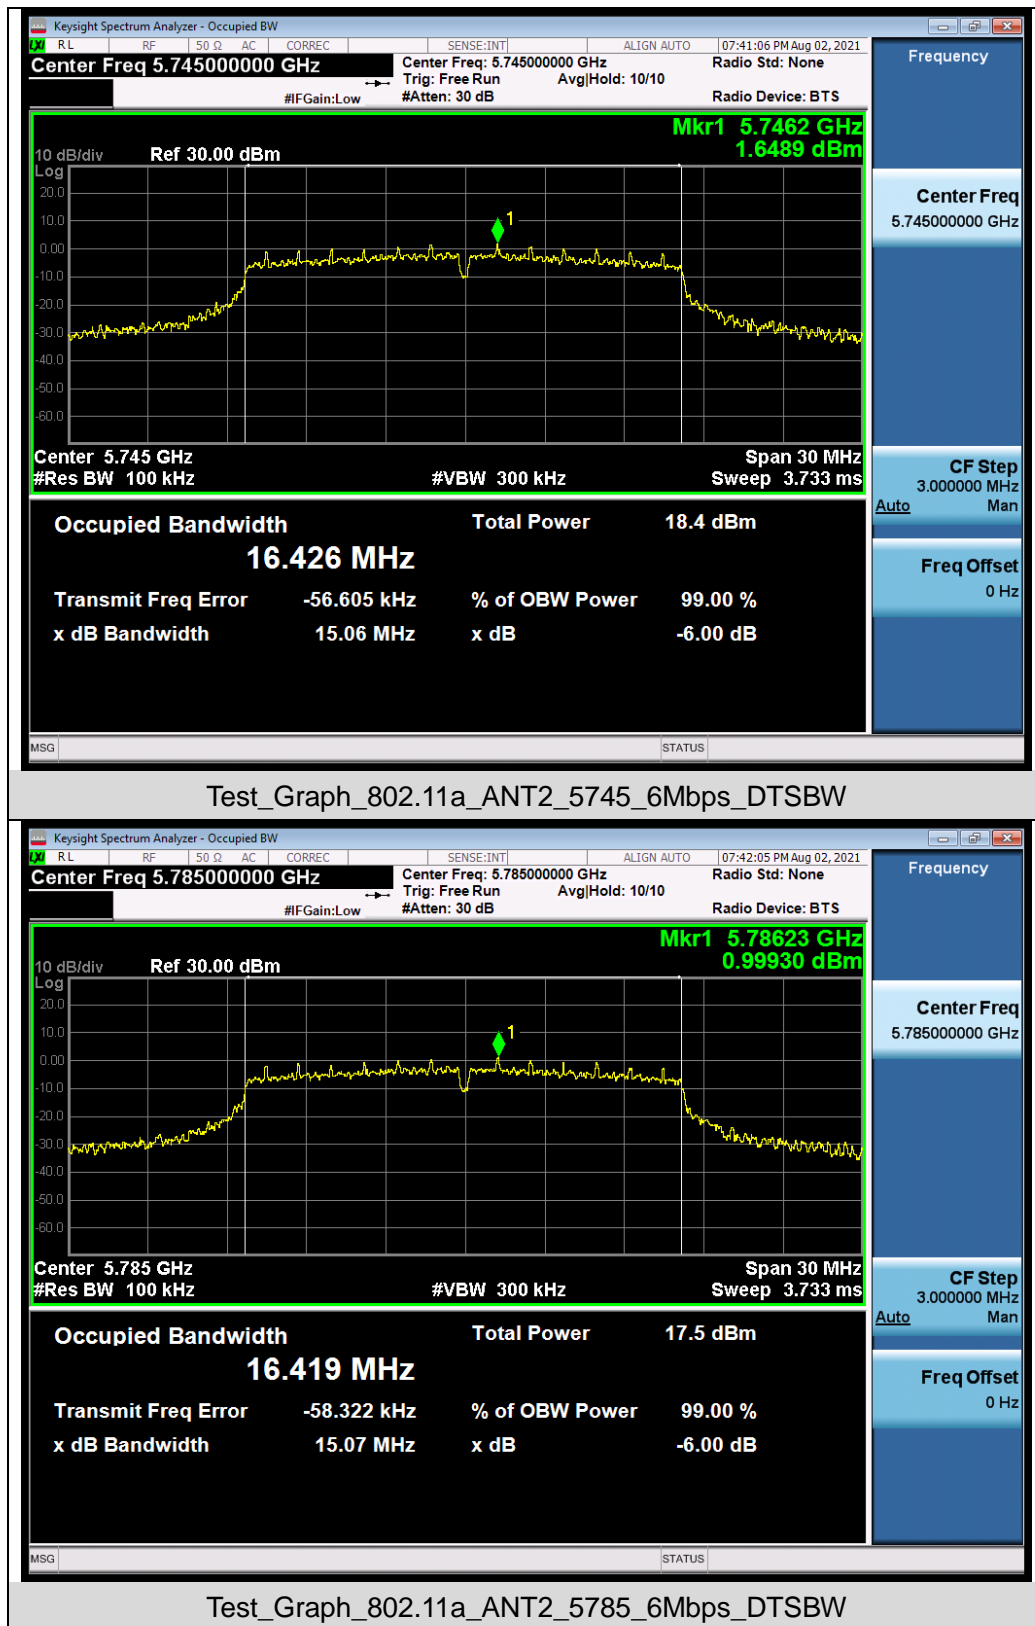 Keysight Spectrum Analyzer - Occupied BW
LXI RL RF 50 Ω AC CORREC SENSE:INT ALIGN AUTO 07:41:06 PM Aug 02, 2021
Center Freq 5.745000000 GHz Center Freq: 5.745000000 GHz Radio Std: None Frequency
Trig: Free Run Avg|Hold: 10/10
#IFGain:Low #Atten: 30 dB Radio Device: BTS
Mkr1 5.7462 GHz
10 dB/div Ref 30.00 dBm 1.6489 dBm
Log
20.0
10.0
0.00
-10.0
-20.0
-30.0
-40.0
-50.0
-60.0
1
Center Freq
5.745000000 GHz
Center 5.745 GHz Span 30 MHz
#Res BW 100 kHz #VBW 300 kHz Sweep 3.733 ms
CF Step
3.000000 MHz
Auto Man
Occupied Bandwidth Total Power 18.4 dBm
16.426 MHz
Freq Offset
0 Hz
Transmit Freq Error -56.605 kHz % of OBW Power 99.00 %
x dB Bandwidth 15.06 MHz x dB -6.00 dB
MSG STATUS
Test_Graph_802.11a_ANT2_5745_6Mbps_DTSBW
Keysight Spectrum Analyzer - Occupied BW
LXI RL RF 50 Ω AC CORREC SENSE:INT ALIGN AUTO 07:42:05 PM Aug 02, 2021
Center Freq 5.785000000 GHz Center Freq: 5.785000000 GHz Radio Std: None Frequency
Trig: Free Run Avg|Hold: 10/10
#IFGain:Low #Atten: 30 dB Radio Device: BTS
Mkr1 5.78623 GHz
10 dB/div Ref 30.00 dBm 0.99930 dBm
Log
20.0
10.0
0.00
-10.0
-20.0
-30.0
-40.0
-50.0
-60.0
1
Center Freq
5.785000000 GHz
Center 5.785 GHz Span 30 MHz
#Res BW 100 kHz #VBW 300 kHz Sweep 3.733 ms
CF Step
3.000000 MHz
Auto Man
Occupied Bandwidth Total Power 17.5 dBm
16.419 MHz
Freq Offset
0 Hz
Transmit Freq Error -58.322 kHz % of OBW Power 99.00 %
x dB Bandwidth 15.07 MHz x dB -6.00 dB
MSG STATUS
Test_Graph_802.11a_ANT2_5785_6Mbps_DTSBW